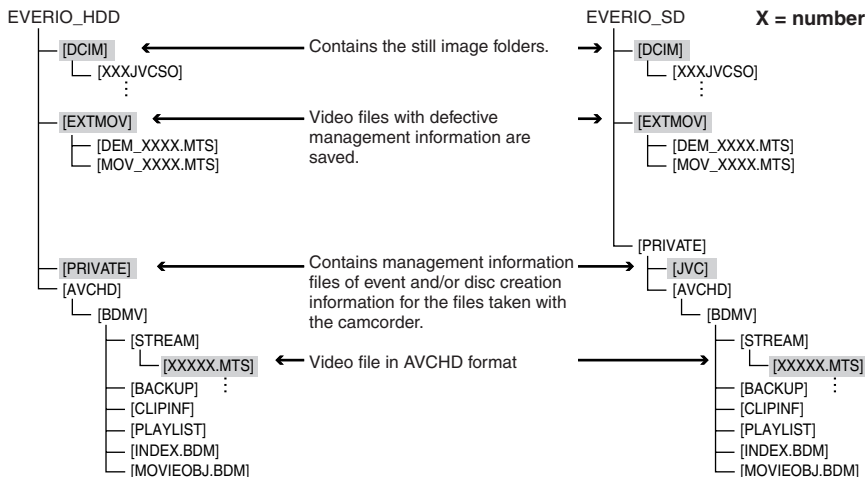 EVERIO_HDD
[DCIM]
[XXXJVCSO]
[EXTMOV]
[DEM_XXXX.MTS]
[MOV_XXXX.MTS]
[PRIVATE]
[AVCHD]
[BDMV]
[STREAM]
[XXXXX.MTS]
[BACKUP]
[CLIPINF]
[PLAYLIST]
[INDEX.BDM]
[MOVIEOBJ.BDM]
Contains the still image folders.
Video files with defective
management information are
saved.
Contains management information
files of event and/or disc creation
information for the files taken with
the camcorder.
Video file in AVCHD format
EVERIO_SD
X = number
[DCIM]
[XXXJVCSO]
[EXTMOV]
[DEM_XXXX.MTS]
[MOV_XXXX.MTS]
[PRIVATE]
[JVC]
[AVCHD]
[BDMV]
[STREAM]
[XXXXX.MTS]
[BACKUP]
[CLIPINF]
[PLAYLIST]
[INDEX.BDM]
[MOVIEOBJ.BDM]